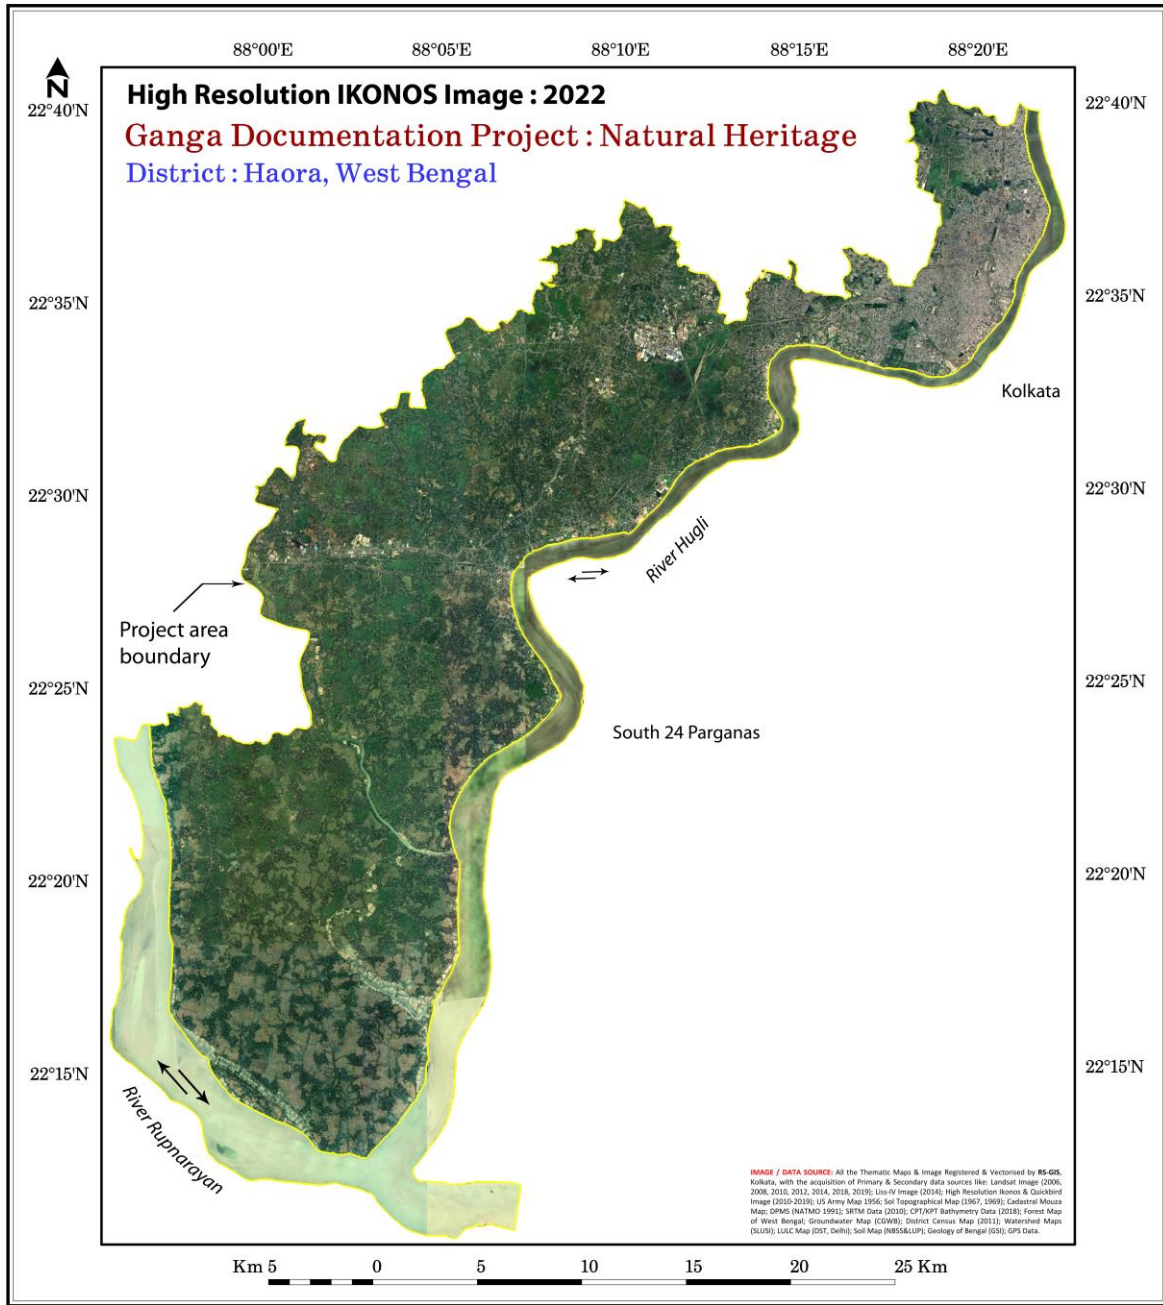 88°00'E 88°05'E 88°10'E 88°15'E 88°20'E
N
High Resolution IKONOS Image : 2022
Ganga Documentation Project : Natural Heritage
District : Haora, West Bengal
22°40'N 22°40'N
22°35'N 22°35'N
Kolkata
22°30'N 22°30'N
River Hugli
Project area
boundary
22°25'N 22°25'N
South 24 Parganas
22°20'N 22°20'N
22°15'N 22°15'N
River Rupnarayan
IMAGE / DATA SOURCE: All the Thematic Maps & Image Registered & Vectorised by RS-GIS,
Kolkata, with the acquisition of Primary & Secondary data sources like: Landsat Image (2006,
2008, 2010, 2012, 2014, 2018, 2019); Liss-IV Image (2014); High Resolution Ikonos & Quickbird
Image (2010-2019); US Army Map 1956; SoI Topographical Map (1967, 1969); Cadastral Mouza
Map; DPMS (NATMO 1991); SRTM Data (2010); CPT/KPT Bathymetry Data (2018); Forest Map
of West Bengal; Groundwater Map (CGWB); District Census Map (2011); Watershed Maps
(SLUSI); LULC Map (DST, Delhi); Soil Map (NBSS&LUP); Geology of Bengal (GSI); GPS Data.
Km 5 0 5 10 15 20 25 Km